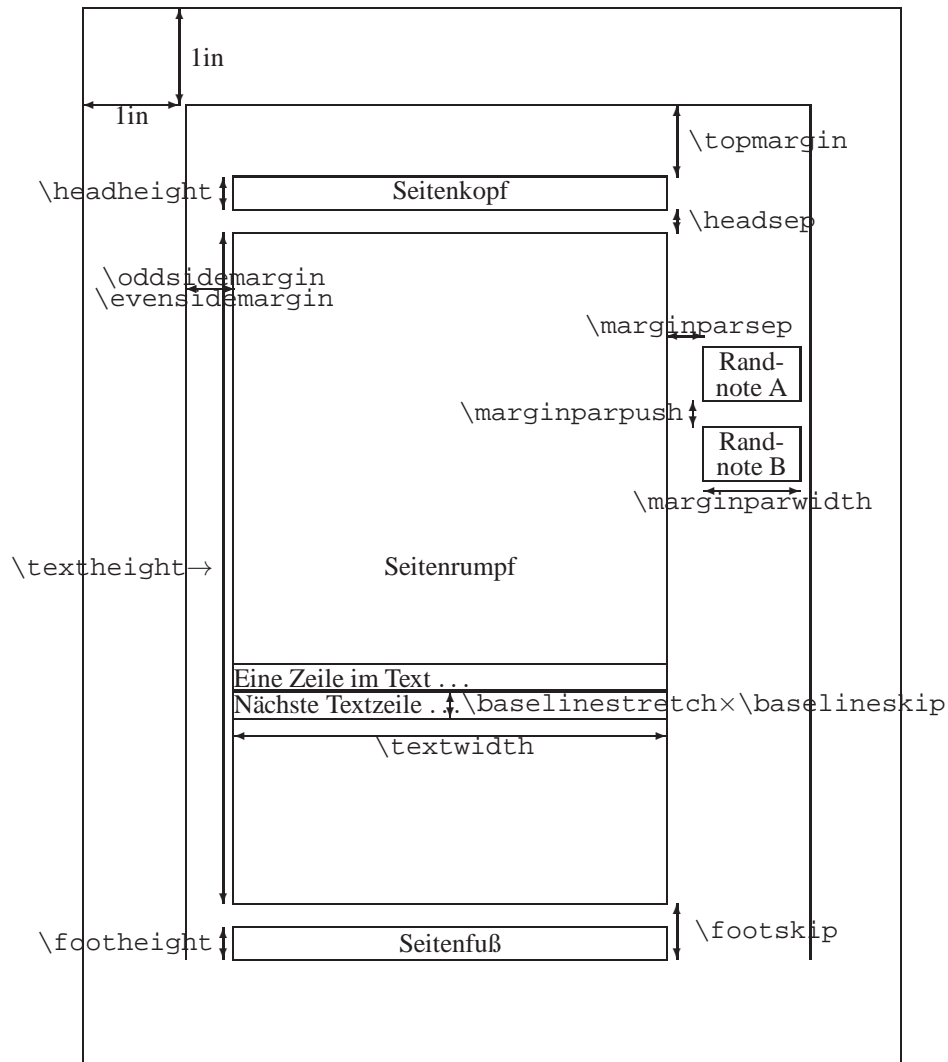 1in
1in
\topmargin
\headheight
Seitenkopf
\headsep
\oddsidemargin
\evensidemargin
\marginparsep
Rand-
note A
\marginparpush
Rand-
note B
\marginparwidth
\textheight→
Seitenrumpf
Eine Zeile im Text . . .
Nächste Textzeile . . .
\baselinestretch×\baselineskip
\textwidth
\footskip
\footheight
Seitenfuß